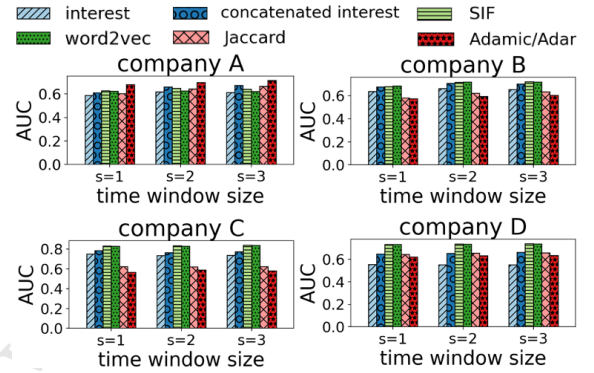 interest concatenated interest SIF
word2vec Jaccard Adamic/Adar
company A company B
AUC 0.6 0.4 0.2 0.0 s=1 s=2 s=3
time window size
AUC 0.6 0.4 0.2 0.0 s=1 s=2 s=3
time window size
company C company D
AUC 0.8 0.6 0.4 0.2 0.0 s=1 s=2 s=3
time window size
AUC 0.6 0.4 0.2 0.0 s=1 s=2 s=3
time window size